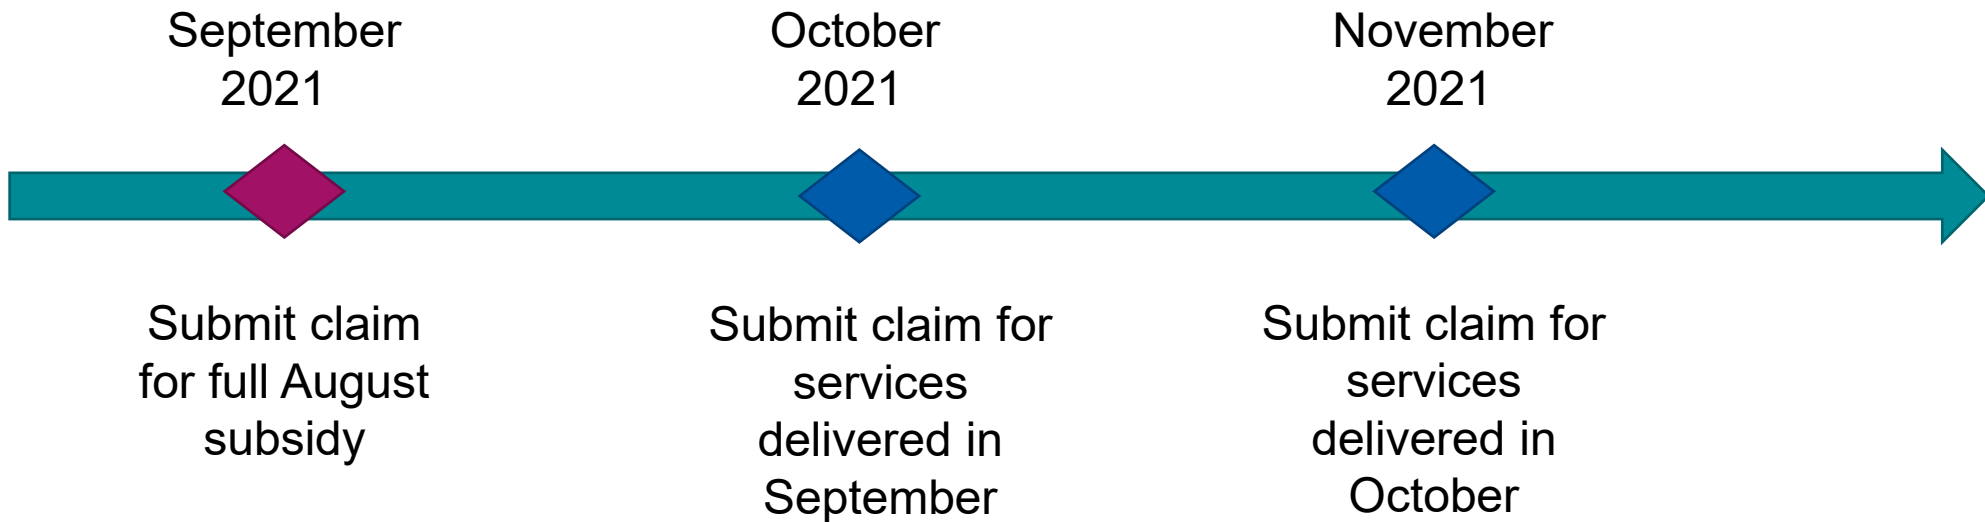 September
2021
October
2021
November
2021
Submit claim
for full August
subsidy
Submit claim for
services
delivered in
September
Submit claim for
services
delivered in
October